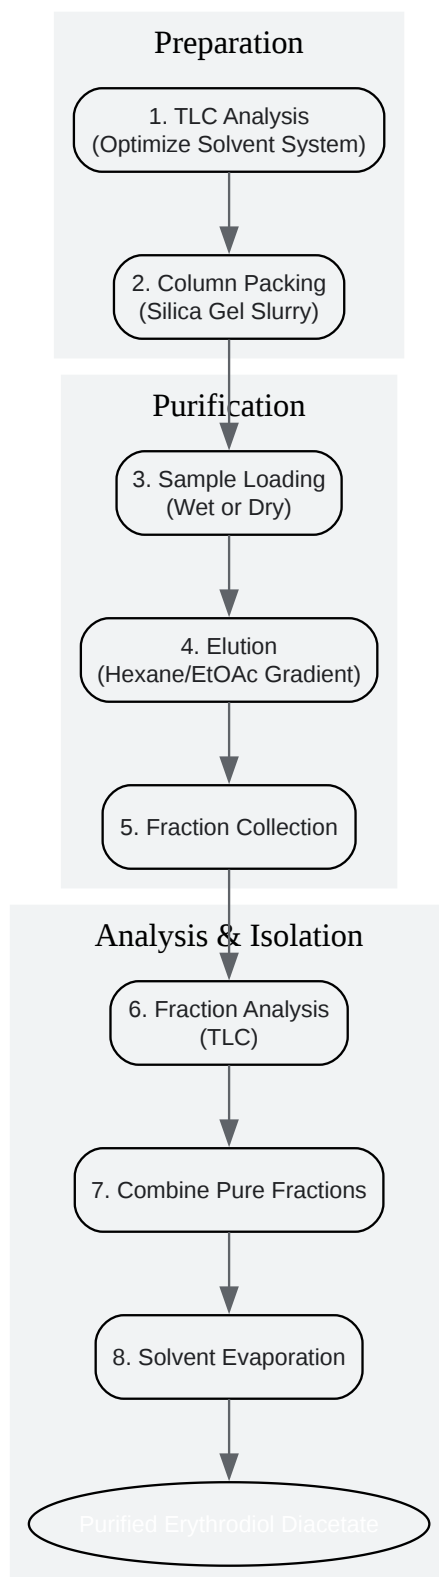 Preparation
1. TLC Analysis
(Optimize Solvent System)
2. Column Packing
(Silica Gel Slurry)
Purification
3. Sample Loading
(Wet or Dry)
4. Elution
(Hexane/EtOAc Gradient)
5. Fraction Collection
Analysis & Isolation
6. Fraction Analysis
(TLC)
7. Combine Pure Fractions
8. Solvent Evaporation
Purified Erythrodiol Diacetate